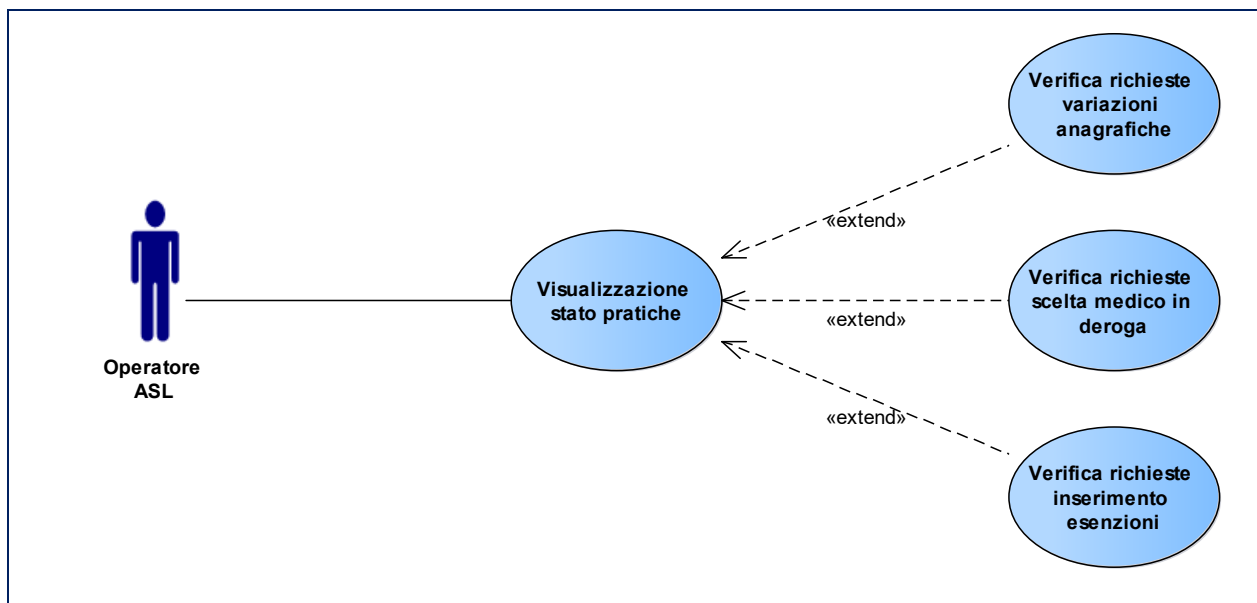 Verifica richieste
variazioni
anagrafiche
«extend»
Operatore
ASL
Visualizzazione
stato pratiche
«extend»
Verifica richieste
scelta medico in
deroga
«extend»
Verifica richieste
inserimento
esenzioni